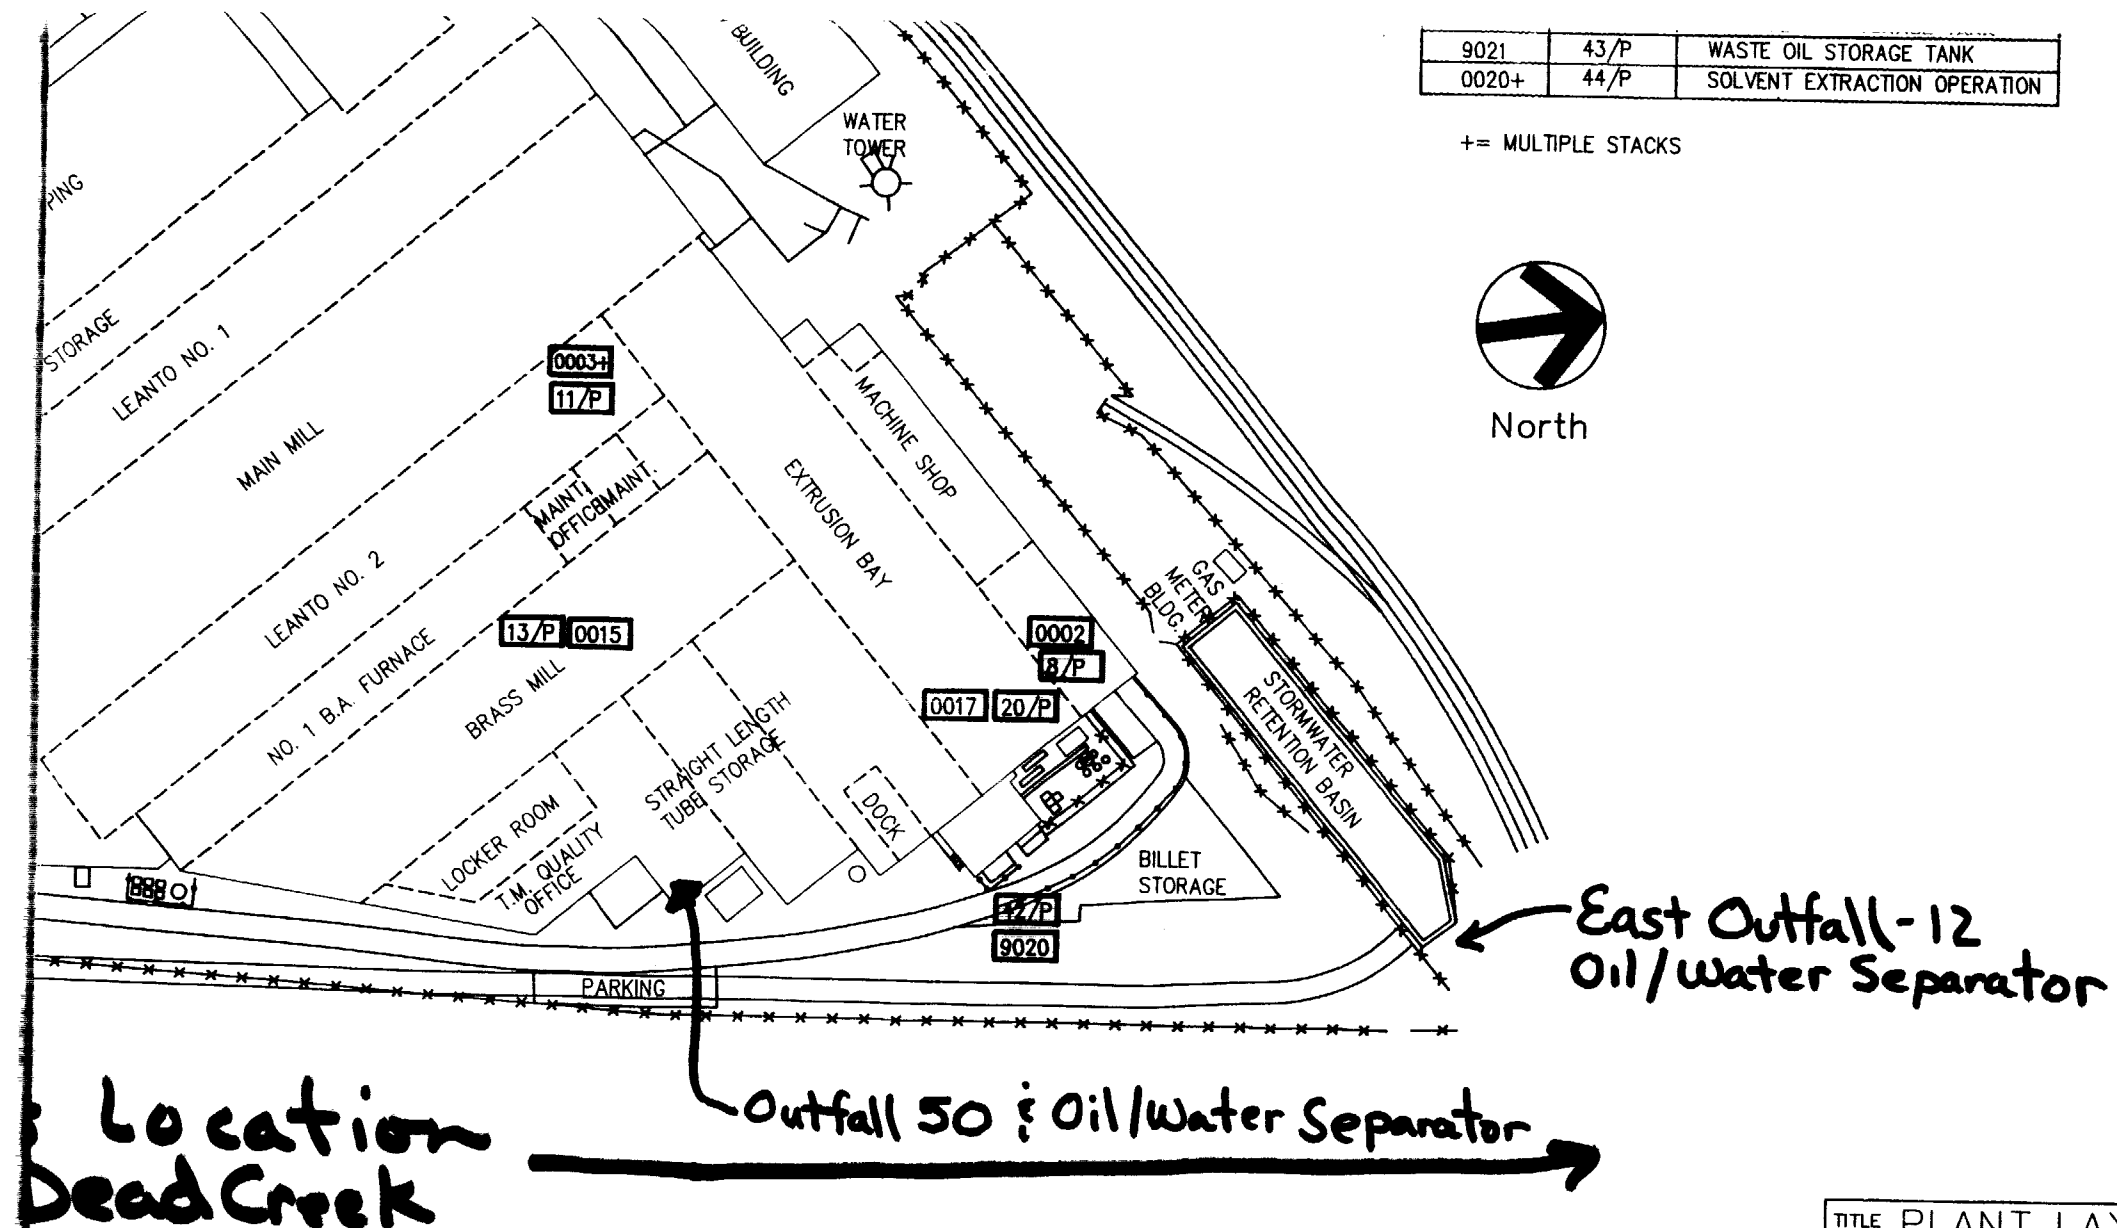 BUILDING
9021 43/P WASTE OIL STORAGE TANK
0020+ 44/P SOLVENT EXTRACTION OPERATION
+= MULTIPLE STACKS
WATER
TOWER
PING
STORAGE
LEANTO NO. 1
MAIN MILL
0003+
11/P
North
MACHINE SHOP
EXTRUSION BAY
MAINT.
OFFICE
MAINT.
LEANTO NO. 2
NO. 1 B.A. FURNACE
13/P 0015
BRASS MILL
GAS
METER
BLDG.
0002
8/P
0017 20/P
STORMWATER
RETENTION BASIN
STRAIGHT LENGTH
TUBE STORAGE
LOCKER ROOM
T.M. QUALITY
OFFICE
DOCK
BILLET
STORAGE
42/P
9020
PARKING
East Outfall-12
Oil/Water Separator
Outfall 50 & Oil/Water Separator
Location
Dead Creek
TITLE PLANT LAY